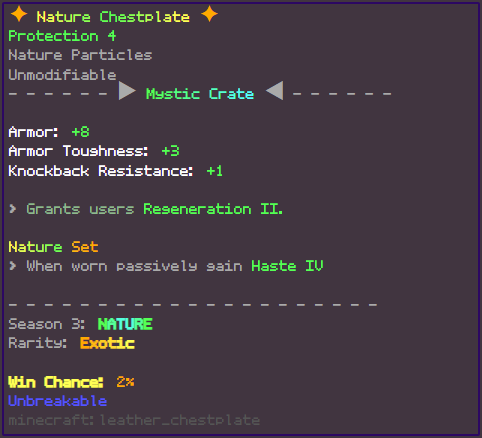 ✦ Nature Chestplate ✦
Protection 4
Nature Particles
Unmodifiable
- - - - - - ▶ Mystic Crate ◀ - - - - - -
Armor: +8
Armor Toughness: +3
Knockback Resistance: +1
> Grants users Regeneration II.
Nature Set
> When worn passively gain Haste IV
- - - - - - - - - - - - - - - - - - - - - -
Season 3: NATURE
Rarity: Exotic
Win Chance: 2%
Unbreakable
minecraft:leather_chestplate